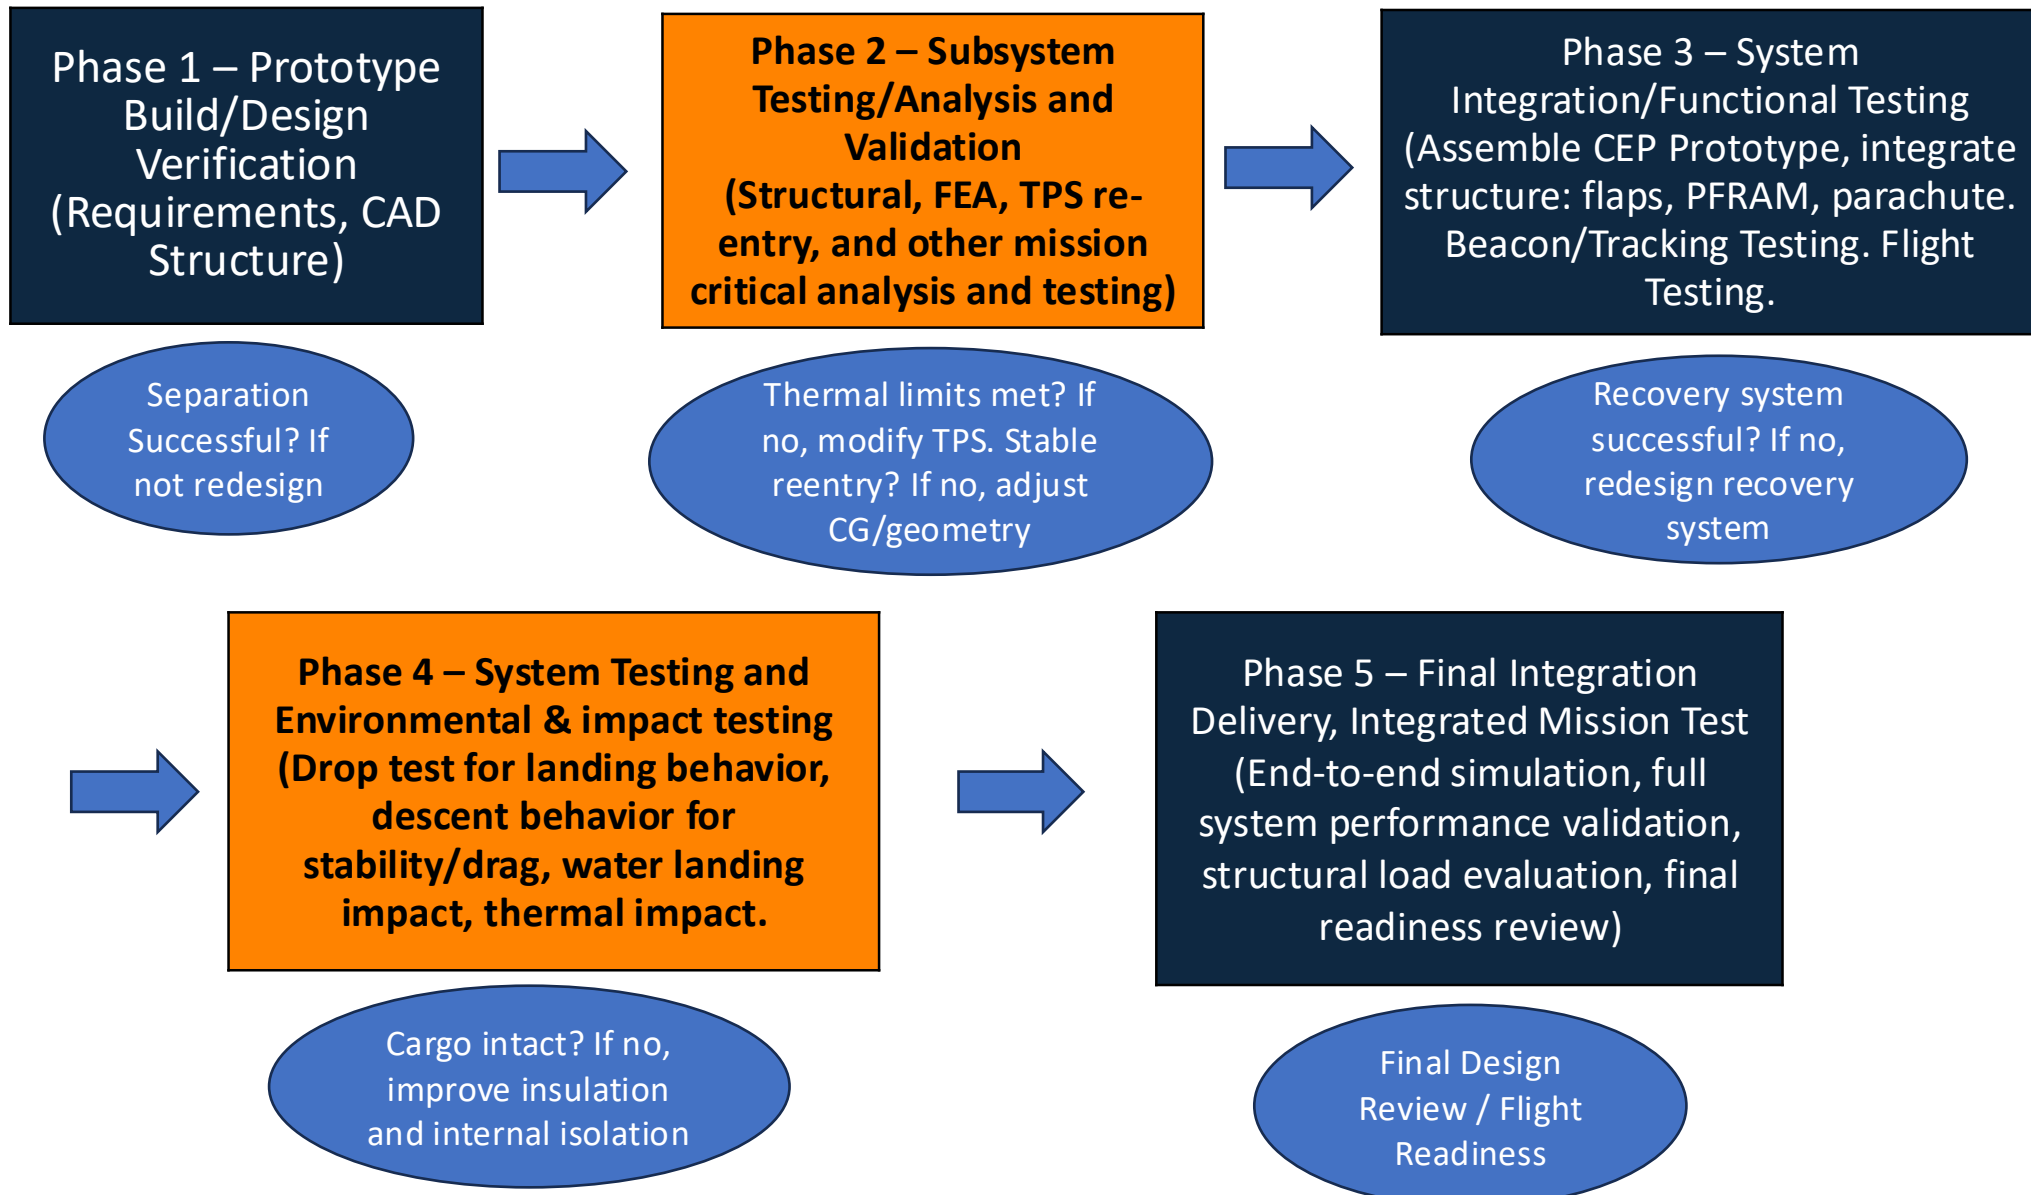 Phase 1 – Prototype
Build/Design
Verification
(Requirements, CAD
Structure)
Phase 2 – Subsystem
Testing/Analysis and
Validation
(Structural, FEA, TPS re-
entry, and other mission
critical analysis and testing)
Phase 3 – System
Integration/Functional Testing
(Assemble CEP Prototype, integrate
structure: flaps, PFRAM, parachute.
Beacon/Tracking Testing. Flight
Testing.
Separation
Successful? If
not redesign
Thermal limits met? If
no, modify TPS. Stable
reentry? If no, adjust
CG/geometry
Recovery system
successful? If no,
redesign recovery
system
Phase 4 – System Testing and
Environmental & impact testing
(Drop test for landing behavior,
descent behavior for
stability/drag, water landing
impact, thermal impact.
Phase 5 – Final Integration
Delivery, Integrated Mission Test
(End-to-end simulation, full
system performance validation,
structural load evaluation, final
readiness review)
Cargo intact? If no,
improve insulation
and internal isolation
Final Design
Review / Flight
Readiness